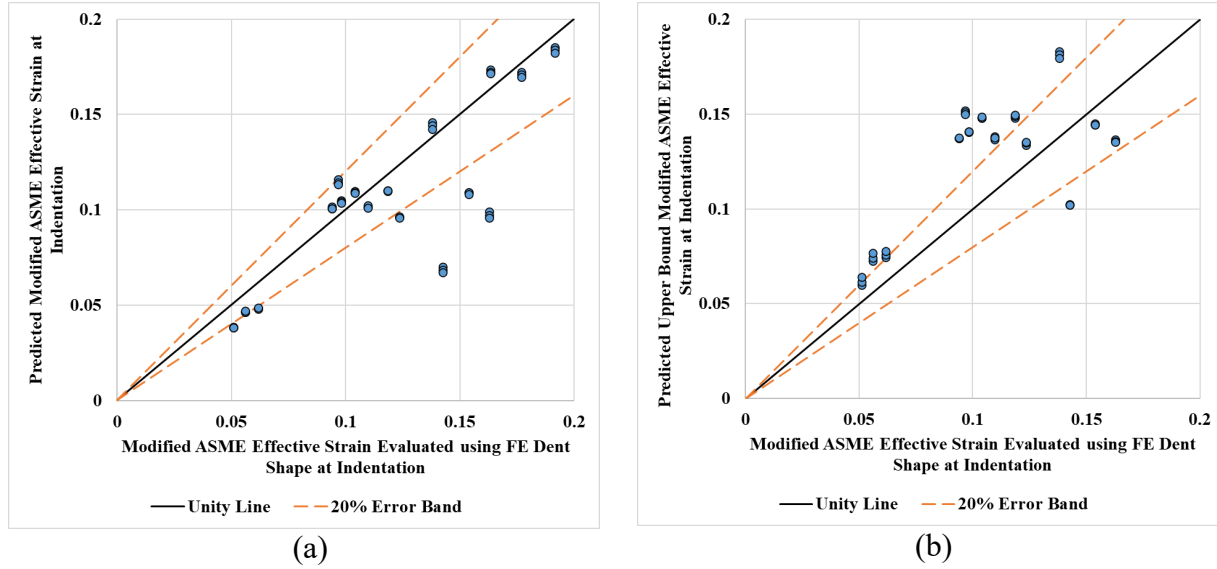 Predicted Modified ASME Effective Strain at
Indentation
0.2
0.15
0.1
0.05
0
0
0.05
0.1
0.15
0.2
Modified ASME Effective Strain Evaluated using FE Dent
Shape at Indentation
Unity Line
20% Error Band
(a)
Predicted Upper Bound Modified ASME Effective
Strain at Indentation
0.2
0.15
0.1
0.05
0
0
0.05
0.1
0.15
0.2
Modified ASME Effective Strain Evaluated using FE Dent
Shape at Indentation
Unity Line
20% Error Band
(b)